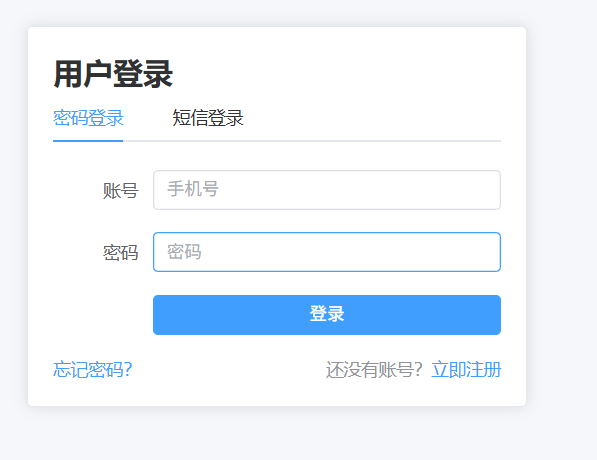 用户登录
密码登录 短信登录
账号 手机号
密码 密码
登录
忘记密码? 还没有账号? 立即注册